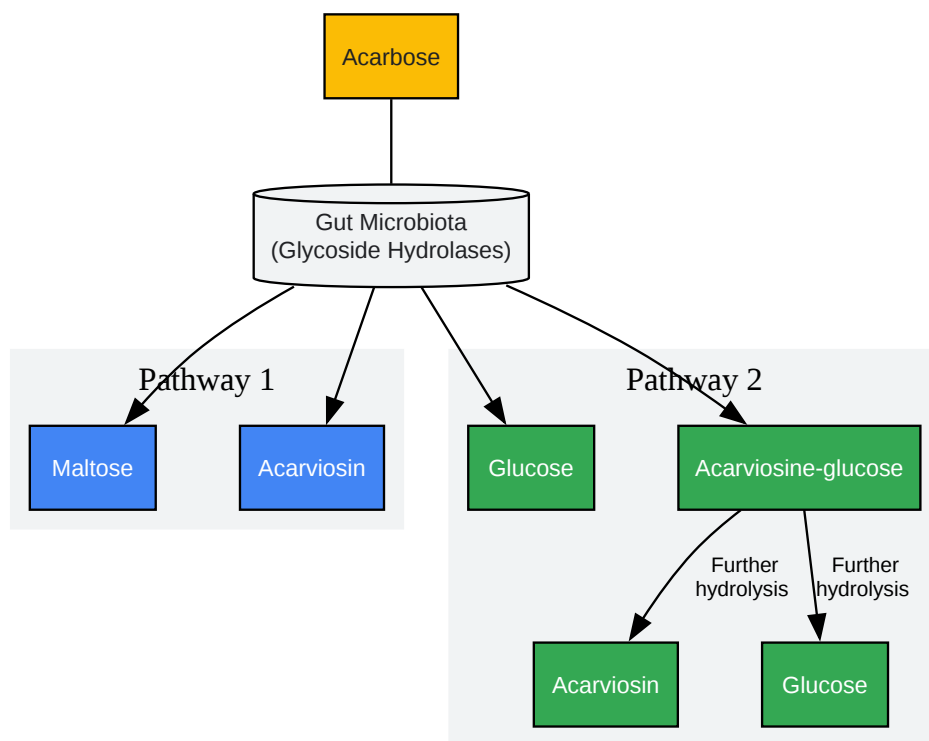 Acarbose
Gut Microbiota
(Glycoside Hydrolases)
Pathway 1
Pathway 2
Maltose
Acarviosin
Glucose
Acarviosine-glucose
Further
hydrolysis
Further
hydrolysis
Acarviosin
Glucose